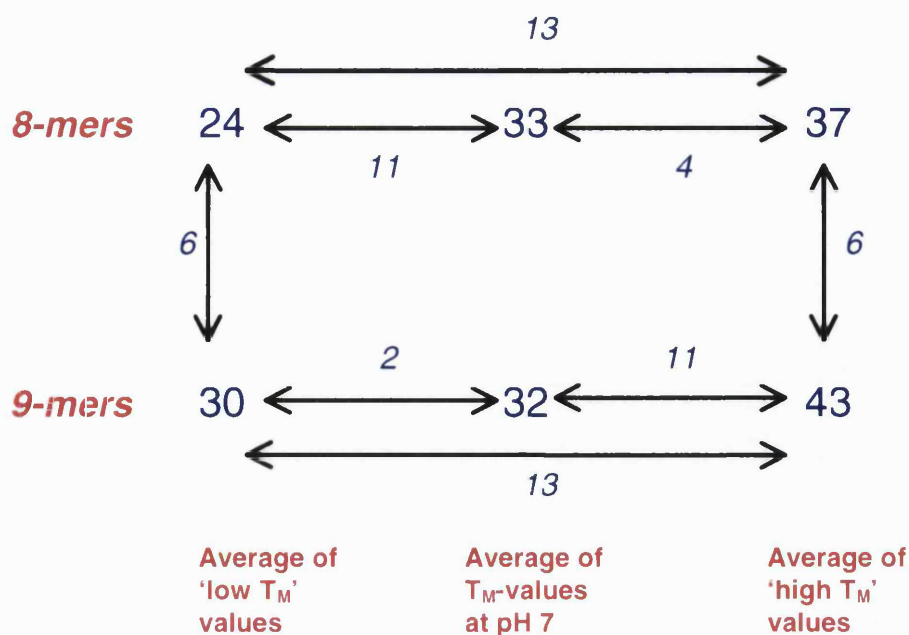 13
8-mers 24 33 37
11 4
6 6
2 11
9-mers 30 32 43
13
Average of Average of Average of
'low TM' TM-values 'high TM'
values at pH 7 values